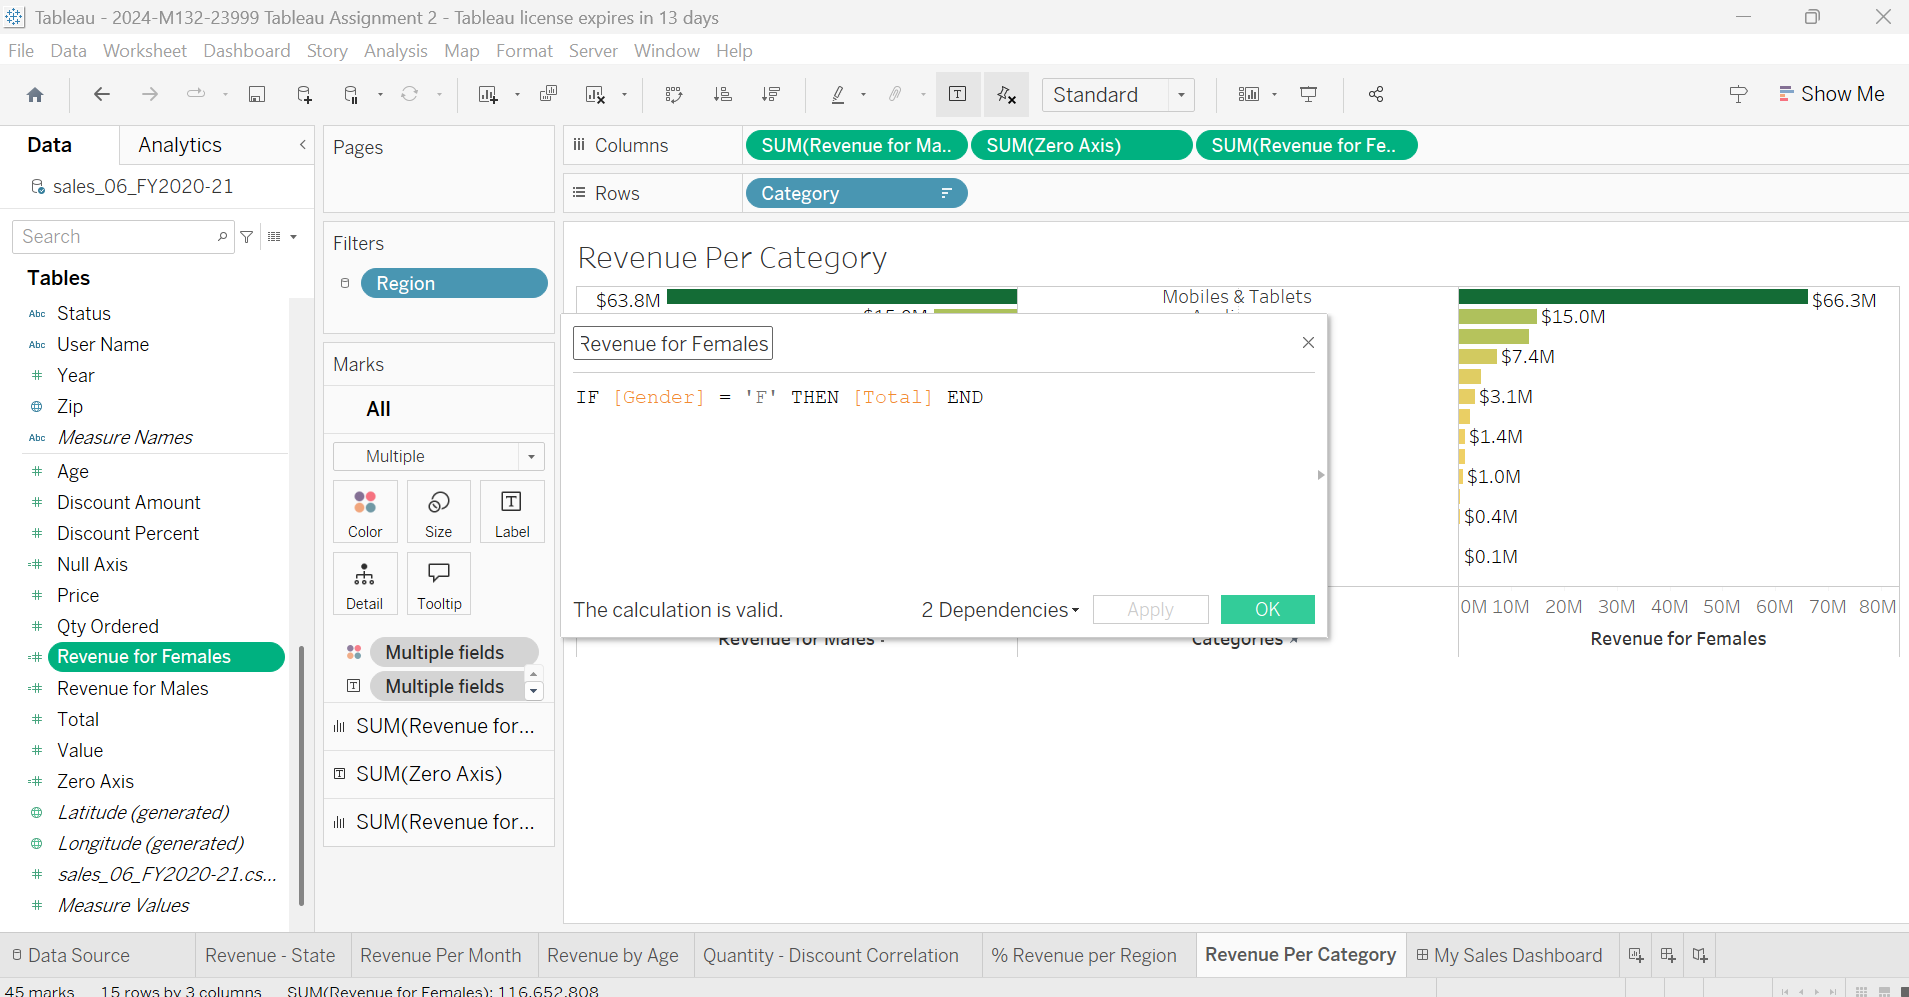 Tableau - 2024-M132-23999 Tableau Assignment 2 - Tableau license expires in 13 days
File Data Worksheet Dashboard Story Analysis Map Format Server Window Help
Standard
Show Me
Data
Analytics
sales_06_FY2020-21
Search
Tables
Abc Status
Abc User Name
Year
Zip
Abc Measure Names
Age
Discount Amount
Discount Percent
Null Axis
Price
Qty Ordered
Revenue for Females
Revenue for Males
Total
Value
Zero Axis
Latitude (generated)
Longitude (generated)
sales_06_FY2020-21.cs...
Measure Values
Pages
Filters
Region
Marks
All
Multiple
Color
Size
Label
Detail
Tooltip
Multiple fields
Multiple fields
SUM(Revenue for...
SUM(Zero Axis)
SUM(Revenue for...
Columns
SUM(Revenue for Ma..
SUM(Zero Axis)
SUM(Revenue for Fe..
Rows
Category
Revenue Per Category
$63.8M
Mobiles & Tablets
$66.3M
$15.0M
$7.4M
$3.1M
$1.4M
$1.0M
$0.4M
$0.1M
0M 10M 20M 30M 40M 50M 60M 70M 80M
Revenue for Males
Categories
Revenue for Females
Revenue for Females
IF [Gender] = 'F' THEN [Total] END
The calculation is valid.
2 Dependencies
Apply
OK
Data Source
Revenue - State
Revenue Per Month
Revenue by Age
Quantity - Discount Correlation
% Revenue per Region
Revenue Per Category
My Sales Dashboard
45 marks
15 rows by 3 columns
SUM(Revenue for Females): 116,652,808